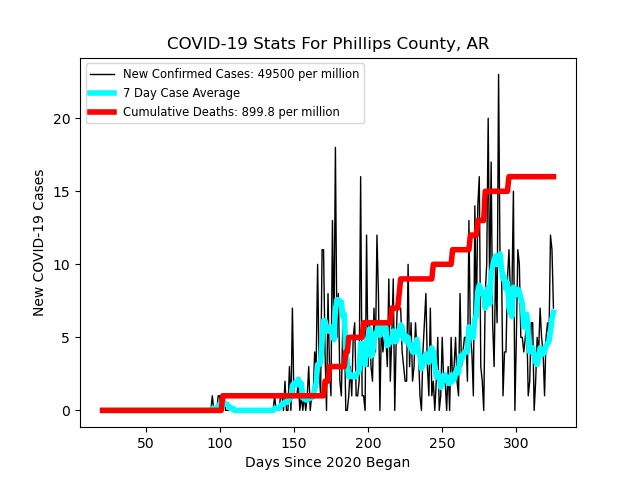 COVID-19 Stats For Phillips County, AR
New Confirmed Cases: 49500 per million
7 Day Case Average
Cumulative Deaths: 899.8 per million
New COVID-19 Cases
20
15
10
5
0
50 100 150 200 250 300
Days Since 2020 Began